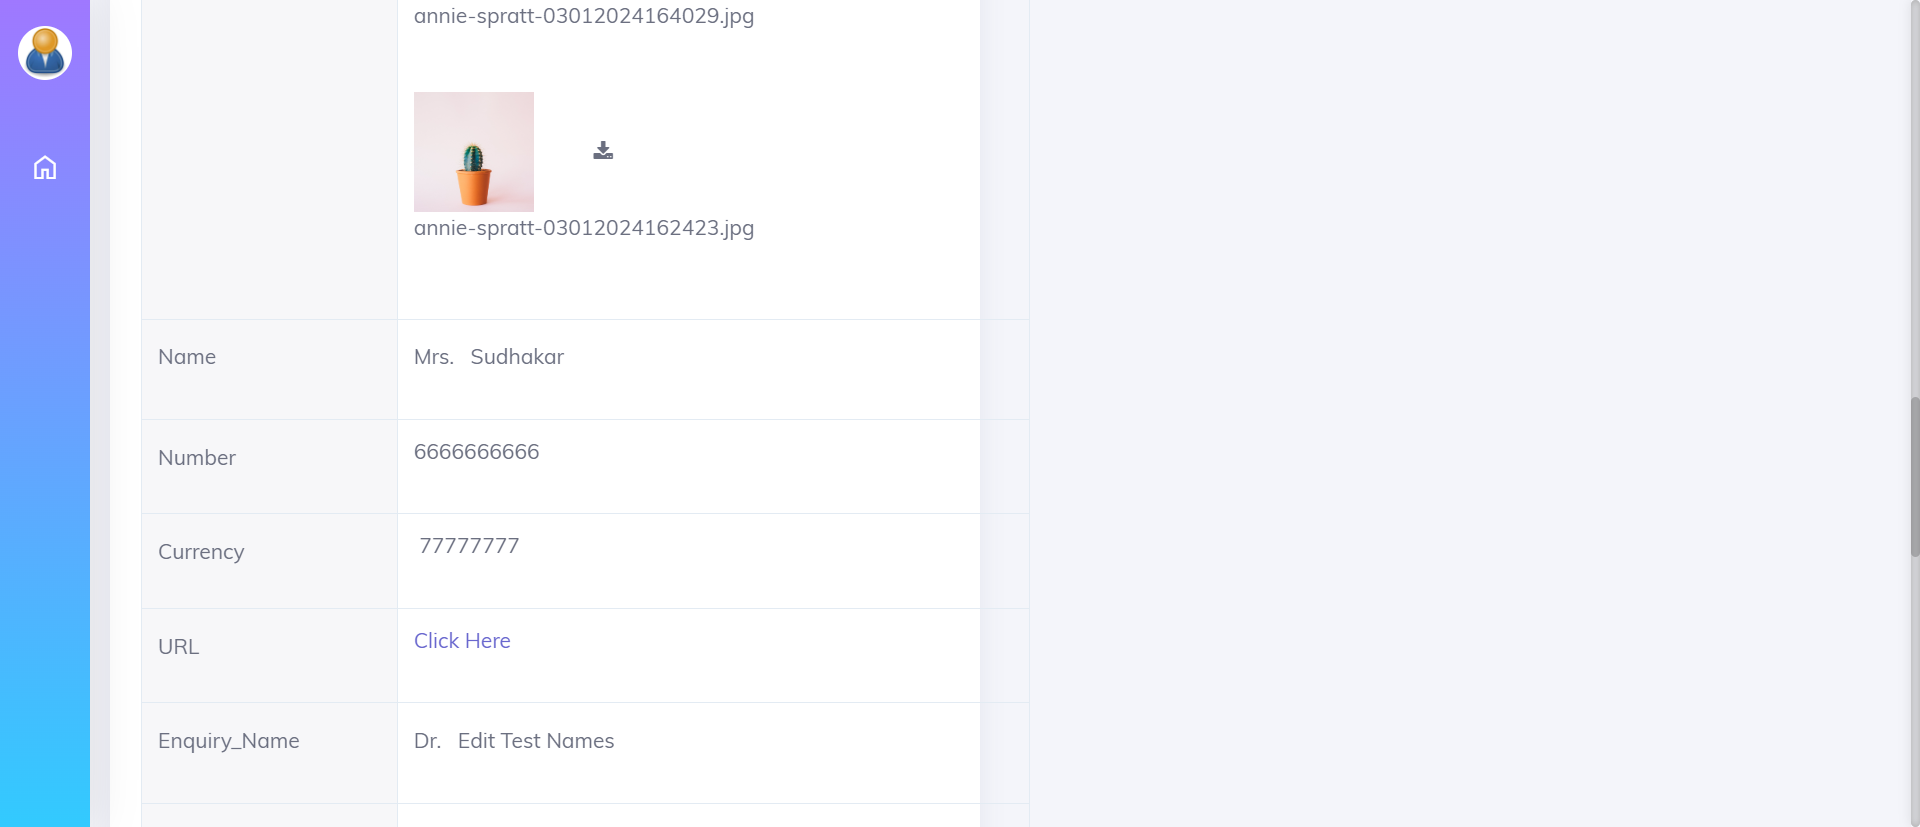 annie-spratt-03012024164029.jpg
annie-spratt-03012024162423.jpg
Name Mrs. Sudhakar
Number 6666666666
Currency 77777777
URL Click Here
Enquiry_Name Dr. Edit Test Names